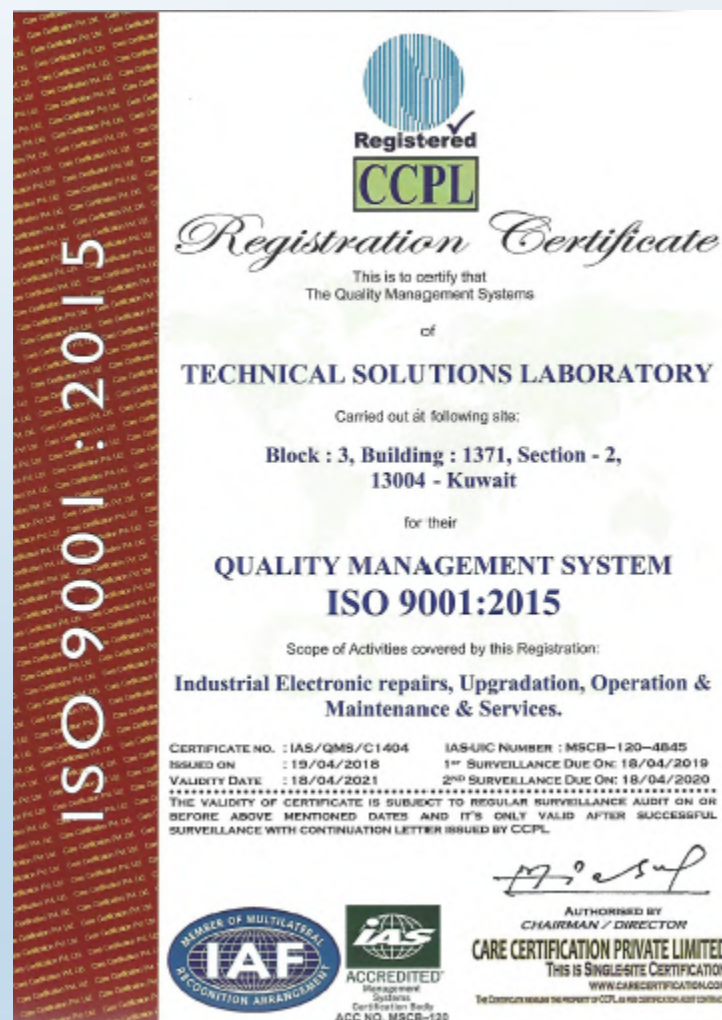 ISO 9001 : 2015
Registered
CCPL
Registration Certificate
This is to certify that
The Quality Management Systems
of
TECHNICAL SOLUTIONS LABORATORY
Carried out at following site:
Block : 3, Building : 1371, Section - 2,
13004 - Kuwait
for their
QUALITY MANAGEMENT SYSTEM
ISO 9001:2015
Scope of Activities covered by this Registration:
Industrial Electronic repairs, Upgradation, Operation &
Maintenance & Services.
CERTIFICATE NO. : IAS/QMS/C1404 IAS-UIC NUMBER : MSCB-120-4845
ISSUED ON : 19/04/2018 1ST SURVEILLANCE DUE ON: 18/04/2019
VALIDITY DATE : 18/04/2021 2ND SURVEILLANCE DUE ON: 18/04/2020
THE VALIDITY OF CERTIFICATE IS SUBJECT TO REGULAR SURVEILLANCE AUDIT ON OR
BEFORE ABOVE MENTIONED DATES AND IT'S ONLY VALID AFTER SUCCESSFUL
SURVEILLANCE WITH CONTINUATION LETTER ISSUED BY CCPL
AUTHORISED BY
CHAIRMAN / DIRECTOR
CARE CERTIFICATION PRIVATE LIMITED
THIS IS SINGLE-SITE CERTIFICATION
WWW.CARECERTIFICATION.COM
MEMBER OF MULTILATERAL
IAF
RECOGNITION ARRANGEMENT
IAS
ACCREDITED
Management
Systems
Certification Body
ACC NO. MSCB-120